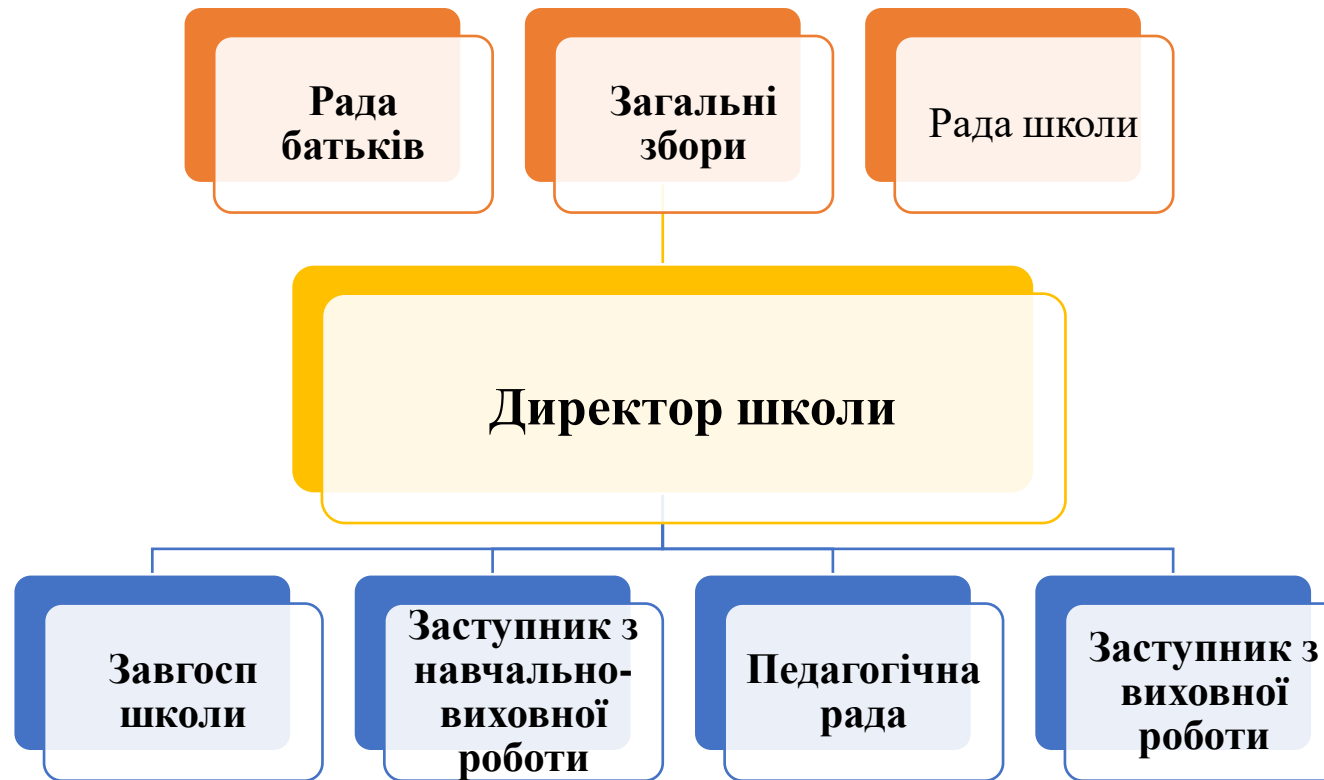 Рада
батьків
Загальні
збори
Рада школи
Директор школи
Завгосп
школи
Заступник з
навчально-
виховної
роботи
Педагогічна
рада
Заступник з
виховної
роботи